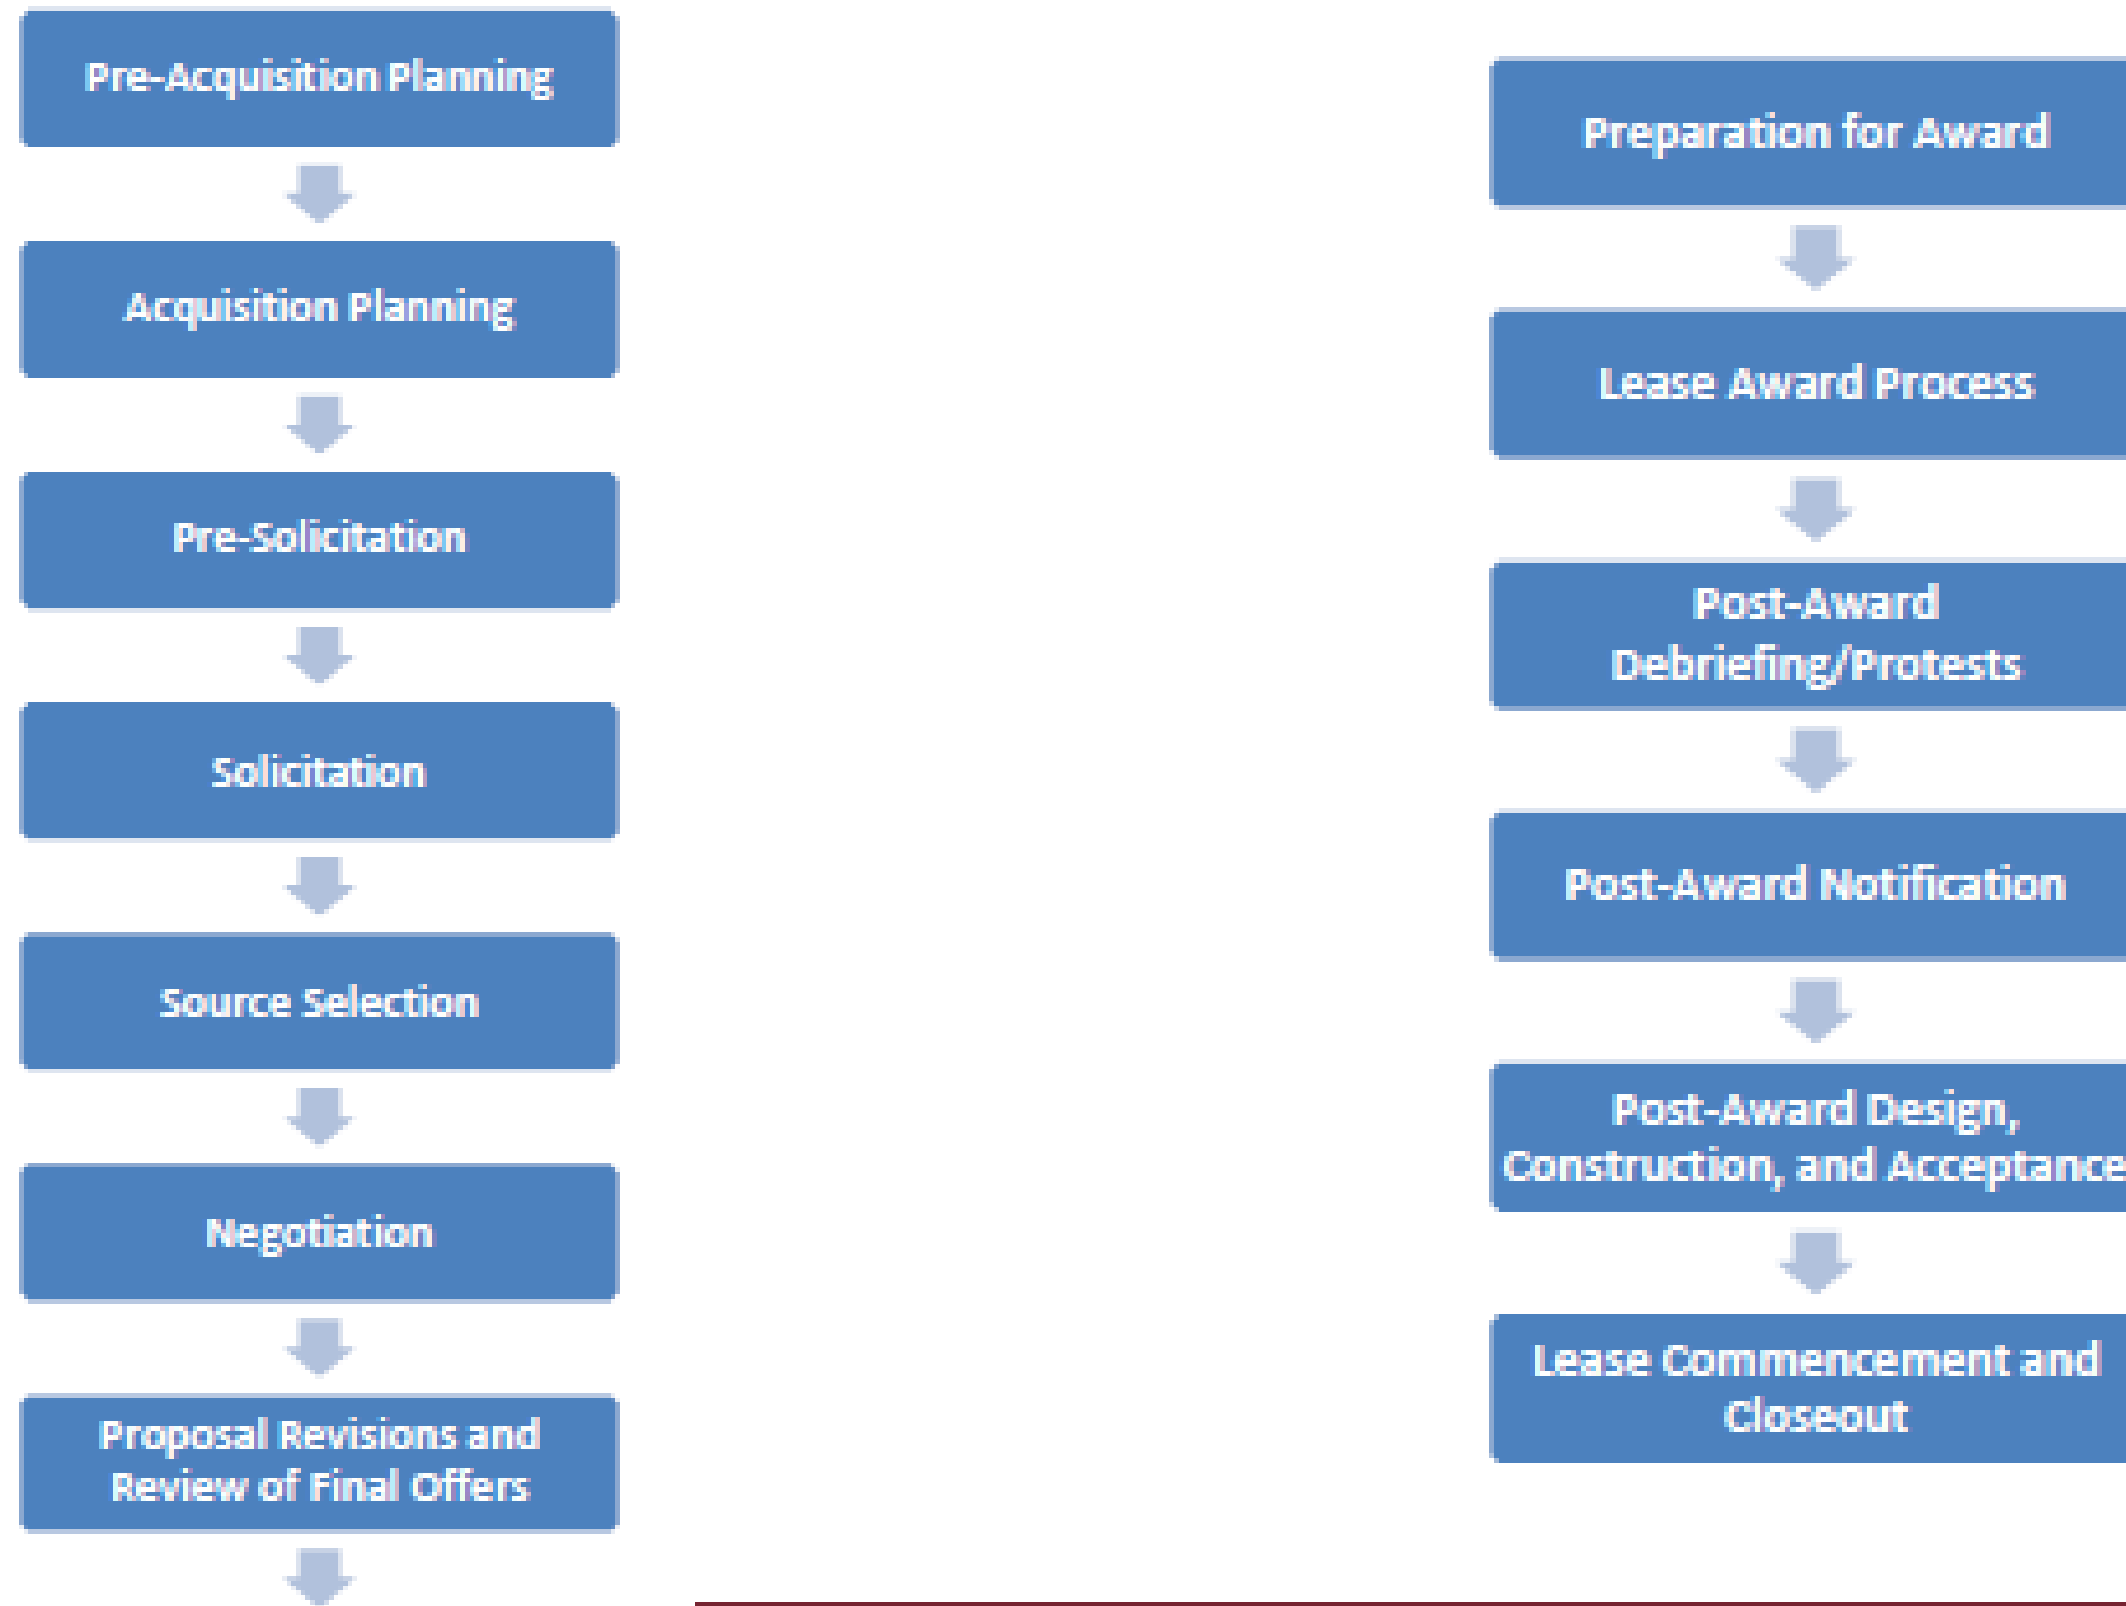 Pre-Acquisition Planning
Acquisition Planning
Pre-Solicitation
Solicitation
Source Selection
Negotiation
Proposal Revisions and
Review of Final Offers
Preparation for Award
Lease Award Process
Post-Award
Debriefing/Protests
Post-Award Notification
Post-Award Design,
Construction, and Acceptance
Lease Commencement and
Closeout